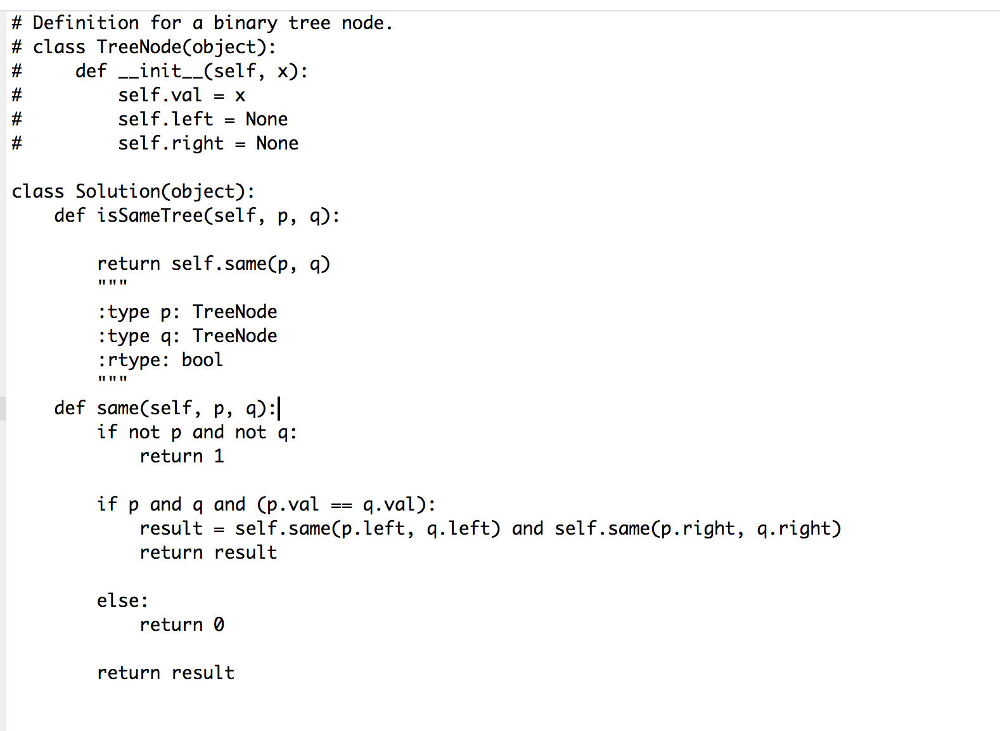 # Definition for a binary tree node.
# class TreeNode(object):
#     def __init__(self, x):
#         self.val = x
#         self.left = None
#         self.right = None

class Solution(object):
    def isSameTree(self, p, q):

        return self.same(p, q)
        """
        :type p: TreeNode
        :type q: TreeNode
        :rtype: bool
        """
    def same(self, p, q):
        if not p and not q:
            return 1

        if p and q and (p.val == q.val):
            result = self.same(p.left, q.left) and self.same(p.right, q.right)
            return result

        else:
            return 0

        return result